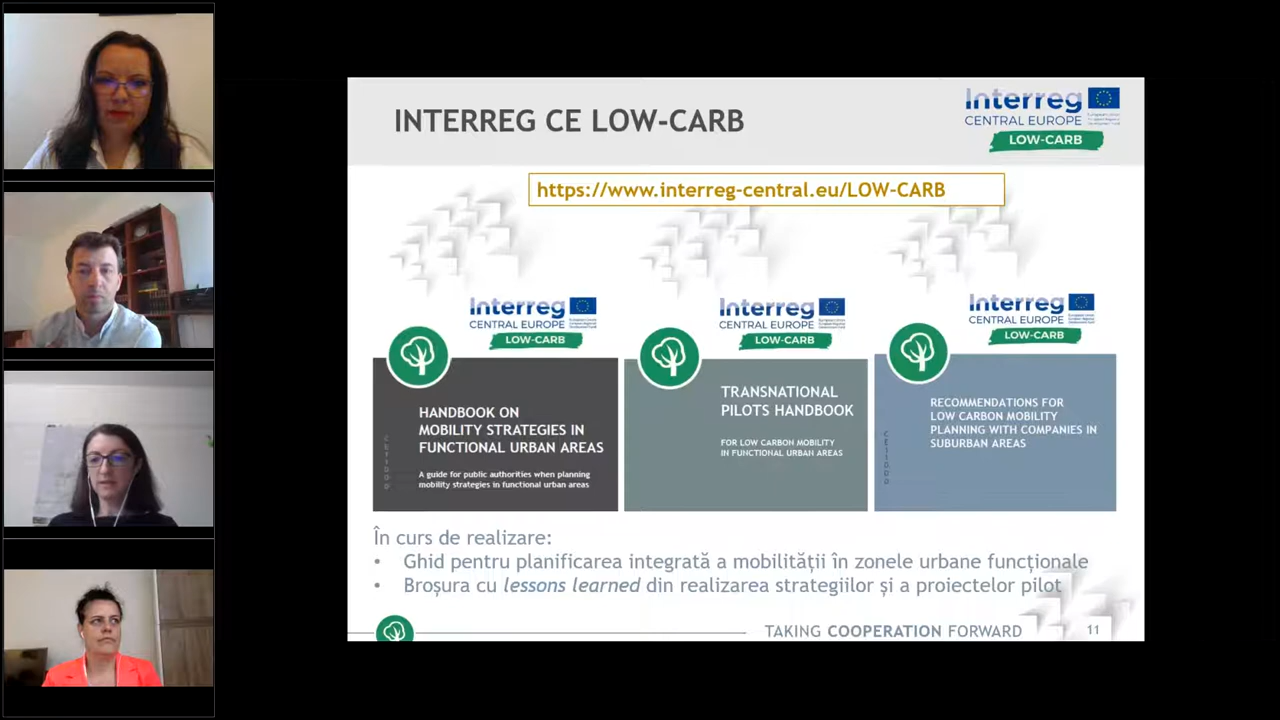 INTERREG CE LOW-CARB
Interreg
CENTRAL EUROPE
LOW-CARB
https://www.interreg-central.eu/LOW-CARB
Interreg
CENTRAL EUROPE
LOW-CARB
HANDBOOK ON
MOBILITY STRATEGIES IN
FUNCTIONAL URBAN AREAS
A guide for public authorities when planning
mobility strategies in functional urban areas
Interreg
CENTRAL EUROPE
LOW-CARB
TRANSNATIONAL
PILOTS HANDBOOK
FOR LOW CARBON MOBILITY
IN FUNCTIONAL URBAN AREAS
Interreg
CENTRAL EUROPE
LOW-CARB
RECOMMENDATIONS FOR
LOW CARBON MOBILITY
PLANNING WITH COMPANIES IN
SUBURBAN AREAS
În curs de realizare:
• Ghid pentru planificarea integrată a mobilității în zonele urbane funcționale
• Broșura cu lessons learned din realizarea strategiilor și a proiectelor pilot
TAKING COOPERATION FORWARD
11